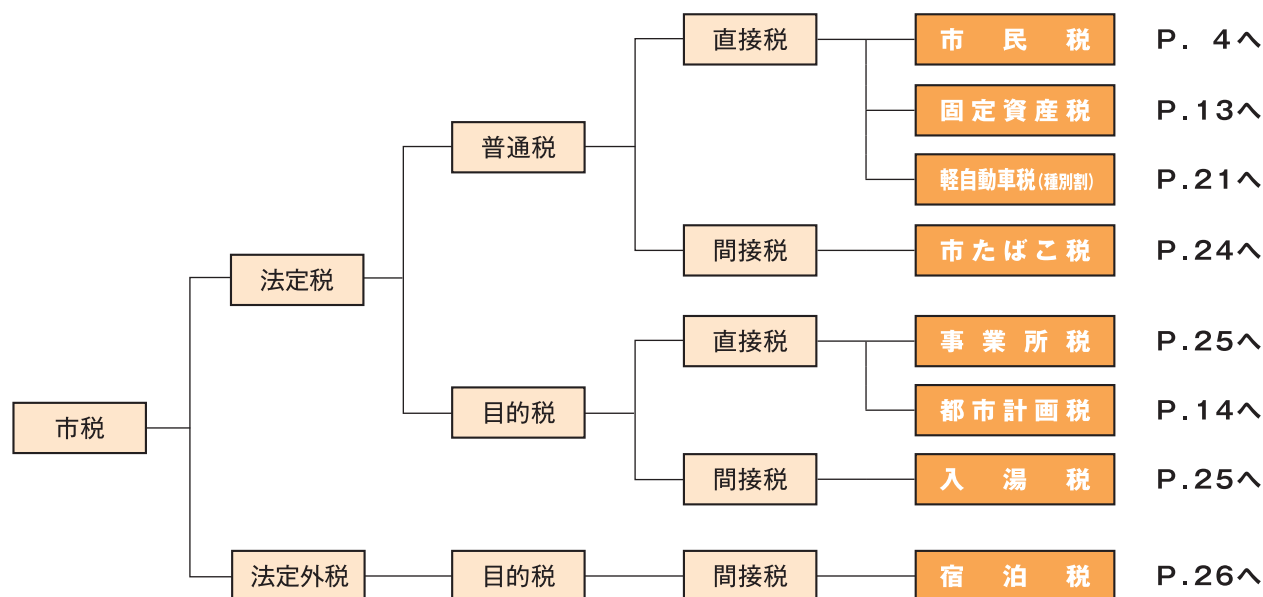 直接税 市民税 P. 4へ
固定資産税 P.13へ
普通税
軽自動車税(種別割) P.21へ
間接税 市たばこ税 P.24へ
法定税
直接税 事業所税 P.25へ
市税 目的税 都市計画税 P.14へ
間接税 入湯税 P.25へ
法定外税 目的税 間接税 宿泊税 P.26へ